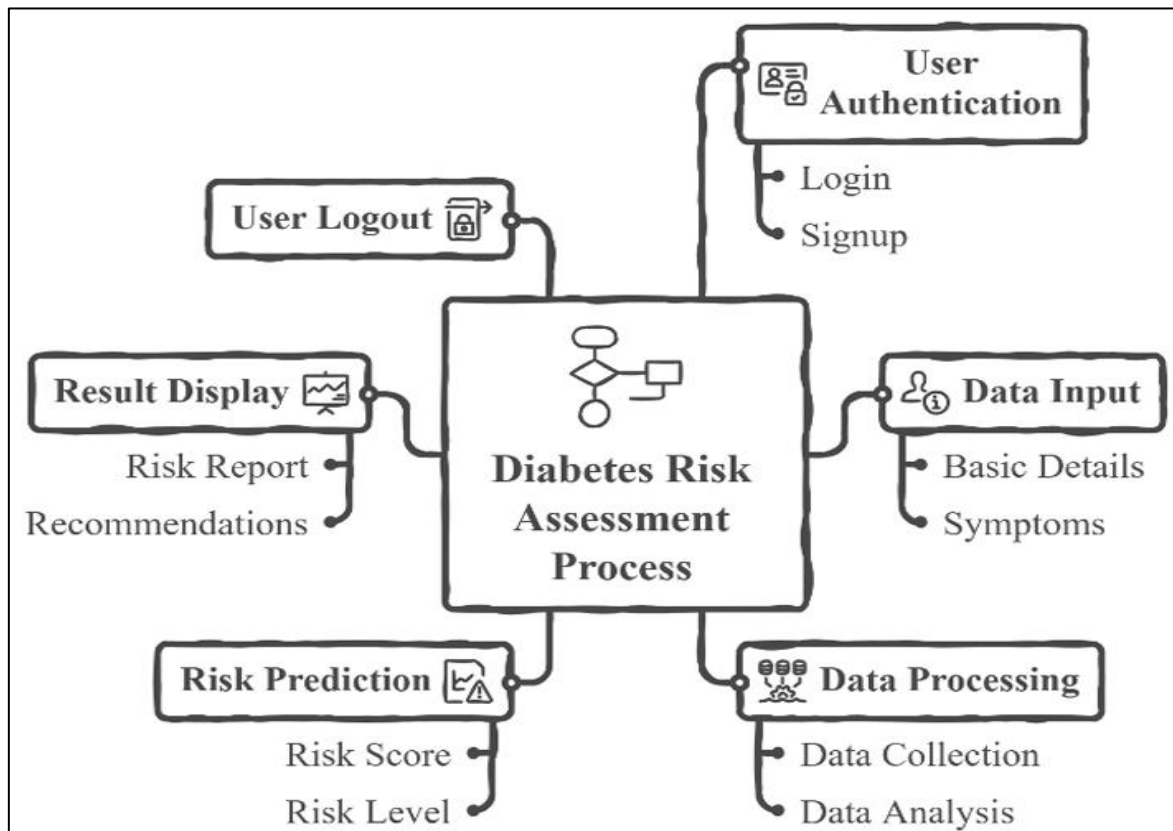 User
Authentication
Login
Signup
User Logout
Result Display
Risk Report
Recommendations
Data Input
Basic Details
Symptoms
Diabetes Risk
Assessment
Process
Risk Prediction
Risk Score
Risk Level
Data Processing
Data Collection
Data Analysis